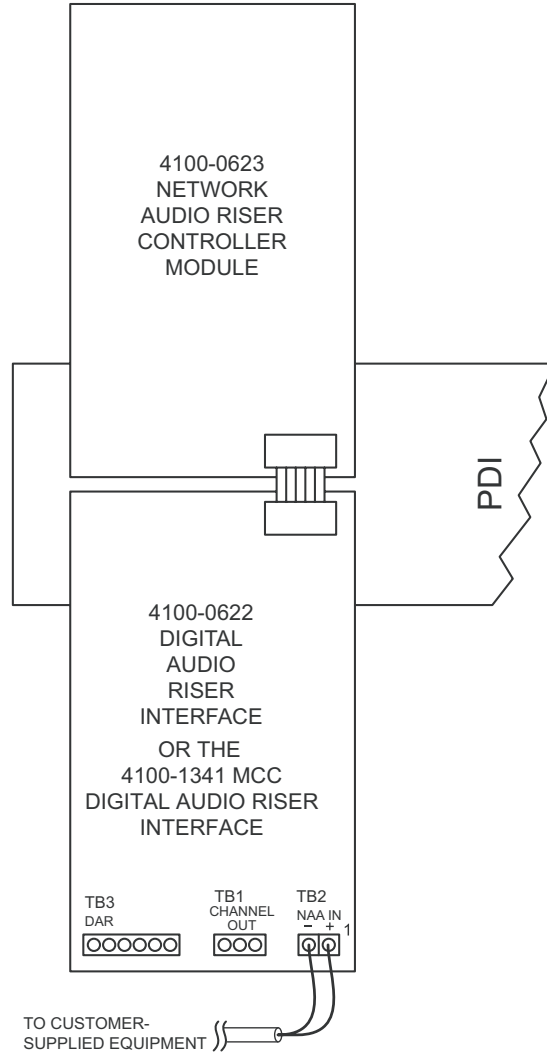 4100-0623
NETWORK
AUDIO RISER
CONTROLLER
MODULE
PDI
4100-0622
DIGITAL
AUDIO
RISER
INTERFACE
OR THE
4100-1341 MCC
DIGITAL AUDIO RISER
INTERFACE
TB3
DAR
TB1
CHANNEL
OUT
TB2
NAA IN
– +
1
TO CUSTOMER-
SUPPLIED EQUIPMENT